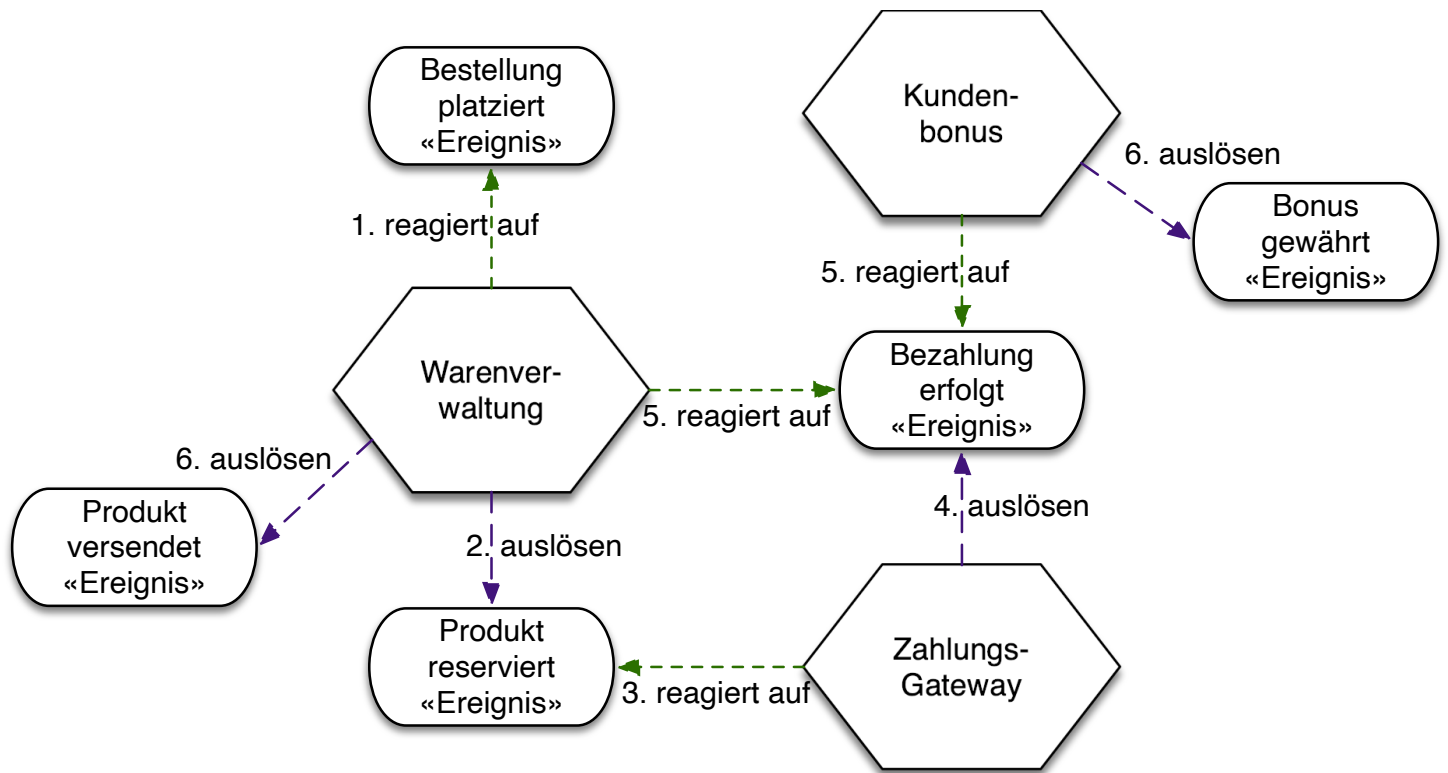 Bestellung
platziert
«Ereignis»
Kunden-
bonus
6. auslösen
Bonus
gewährt
«Ereignis»
1. reagiert auf
5. reagiert auf
Warenver-
waltung
5. reagiert auf
Bezahlung
erfolgt
«Ereignis»
6. auslösen
Produkt
versendet
«Ereignis»
2. auslösen
4. auslösen
Produkt
reserviert
«Ereignis»
3. reagiert auf
Zahlungs-
Gateway